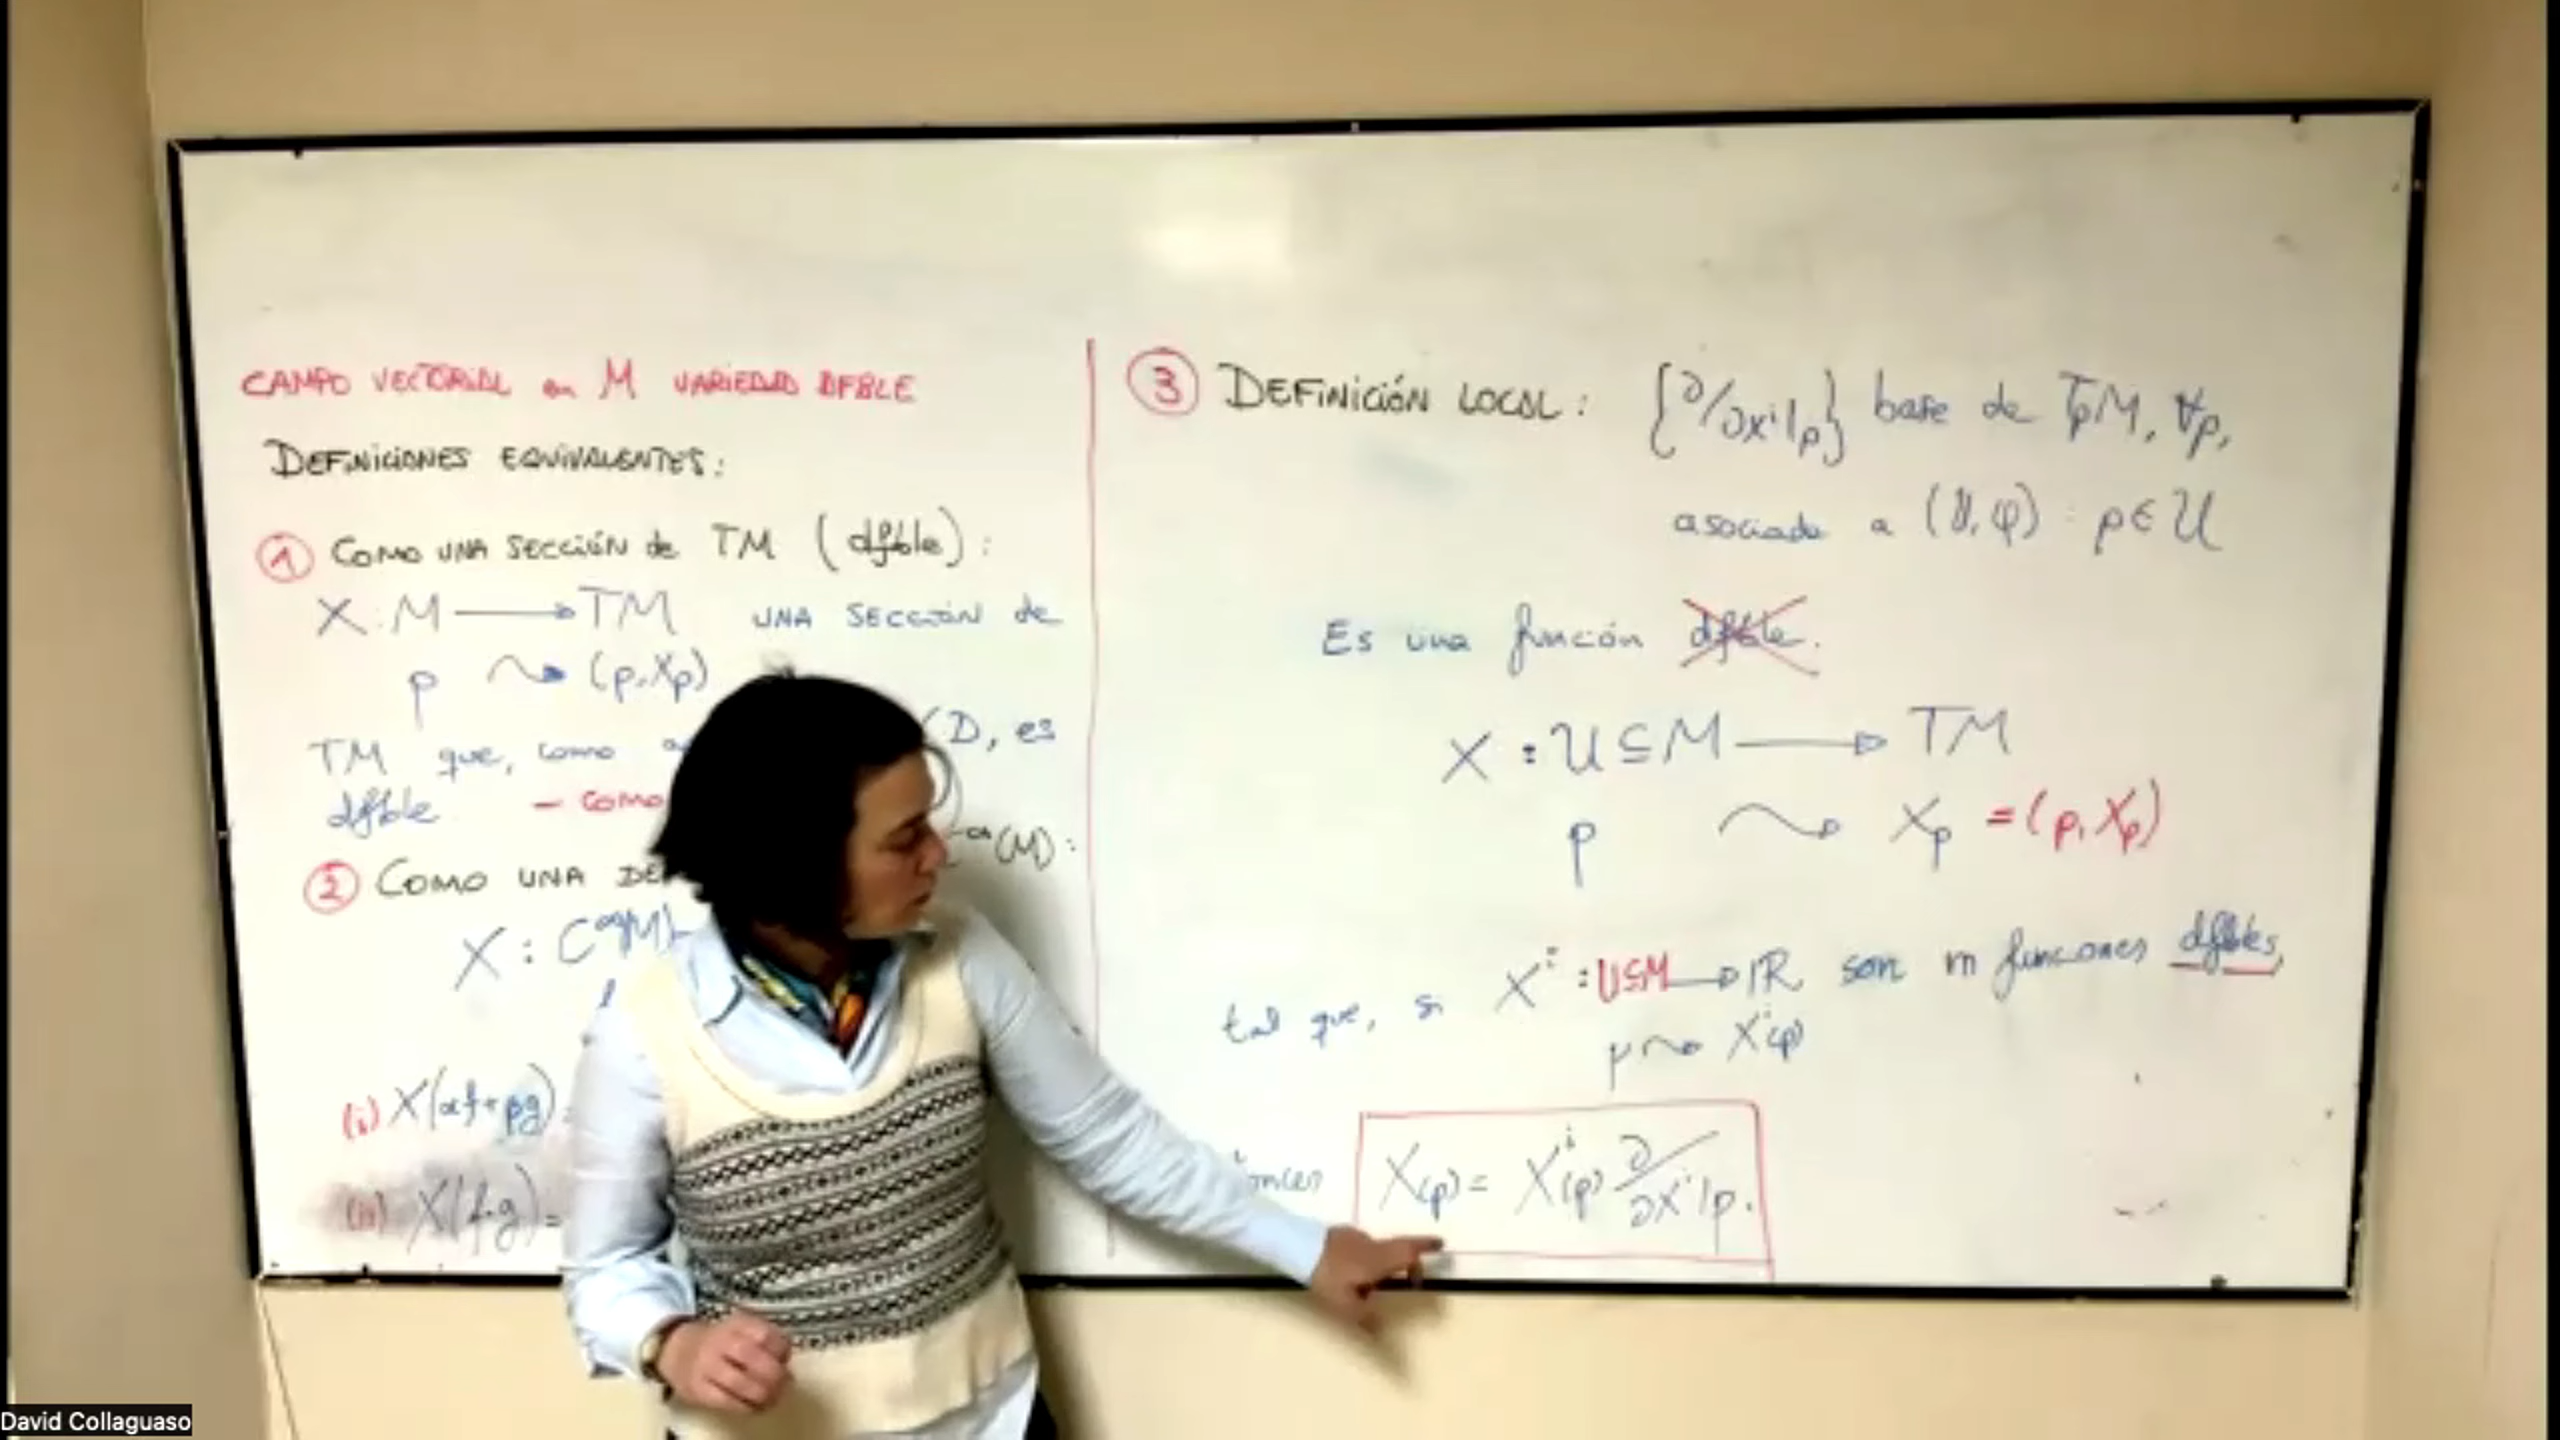 CAMPO VECTORIAL en M VARIEDAD DFBLE
DEFINICIONES EQUIVALENTES:
① COMO UNA SECCIÓN de TM (dfble):
X: M → TM UNA SECCIÓN de
p ⤳ (p, Xp)
TM que, como D, es
dfble. – como
② COMO UNA (M):
X : C∞(M)
(i) X(αf+βg) =
(ii) X(f·g) =
③ DEFINICIÓN LOCAL: {∂/∂xⁱ|p} base de TpM, ∀p,
asociada a (U, φ) : p ∈ U
Es una función dfble.
X : U ⊆ M → TM
p ⤳ Xp = (p, Xp)
tal que, si Xⁱ : U⊆M → IR son m funciones dfbles,
p ⤳ Xⁱ(p)
X(p) = Xⁱ(p) ∂/∂xⁱ|p.
David Collaguaso